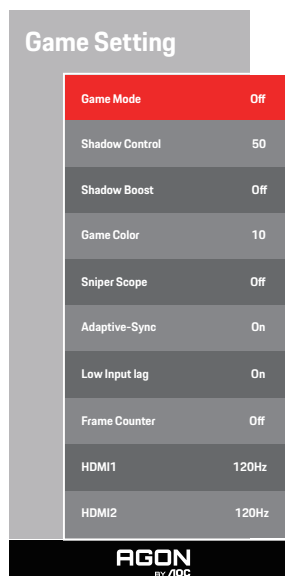 Game Setting
Game Mode Off
Shadow Control 50
Shadow Boost Off
Game Color 10
Sniper Scope Off
Adaptive-Sync On
Low Input lag On
Frame Counter Off
HDMI1 120Hz
HDMI2 120Hz
AGON
BY AOC